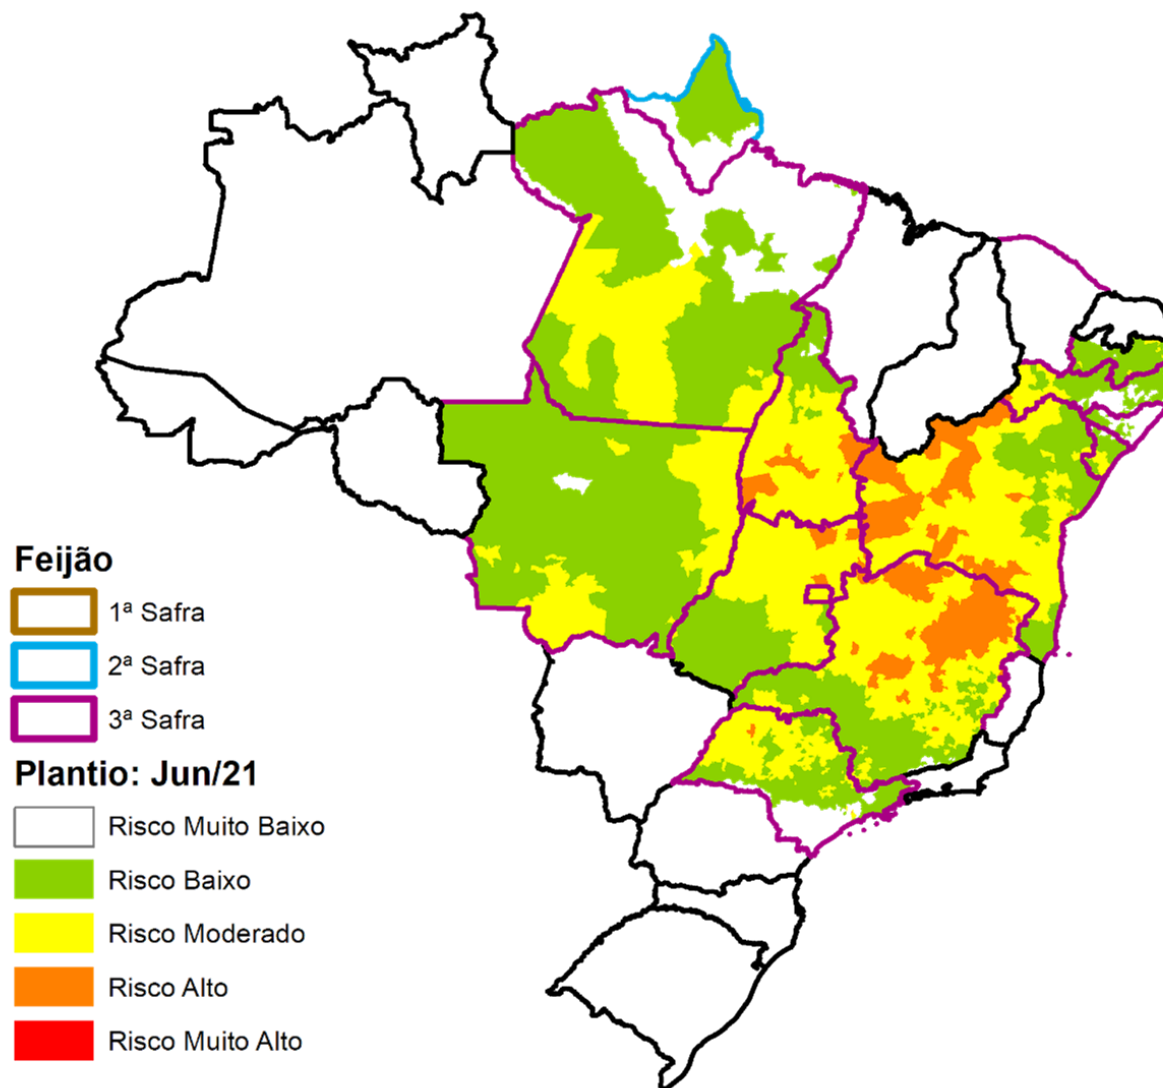 Feijão
1ª Safra
2ª Safra
3ª Safra
Plantio: Jun/21
Risco Muito Baixo
Risco Baixo
Risco Moderado
Risco Alto
Risco Muito Alto